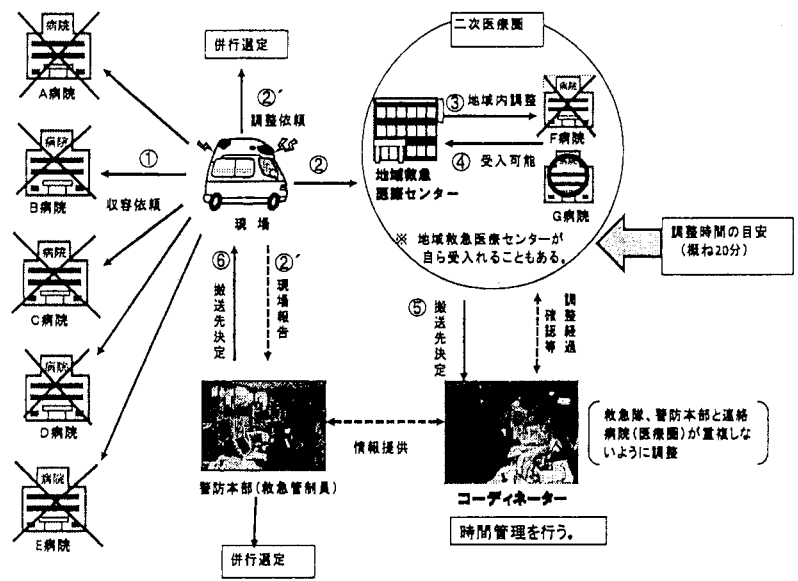 病院
A病院
病院
B病院
病院
C病院
病院
D病院
病院
E病院
①
収容依頼
併行選定
②´
調整依頼
現場
②
二次医療圏
地域救急
医療センター
③ 地域内調整
病院
F病院
④ 受入可能
病院
G病院
※ 地域救急医療センターが
自ら受入れることもある。
調整時間の目安
(概ね20分)
⑥
搬送先決定
②´
現場報告
⑤
搬送先決定
調整経過
確認等
情報提供
警防本部(救急管制員)
併行選定
コーディネーター
時間管理を行う。
救急隊、警防本部と連絡
病院(医療圏)が重複しな
いように調整